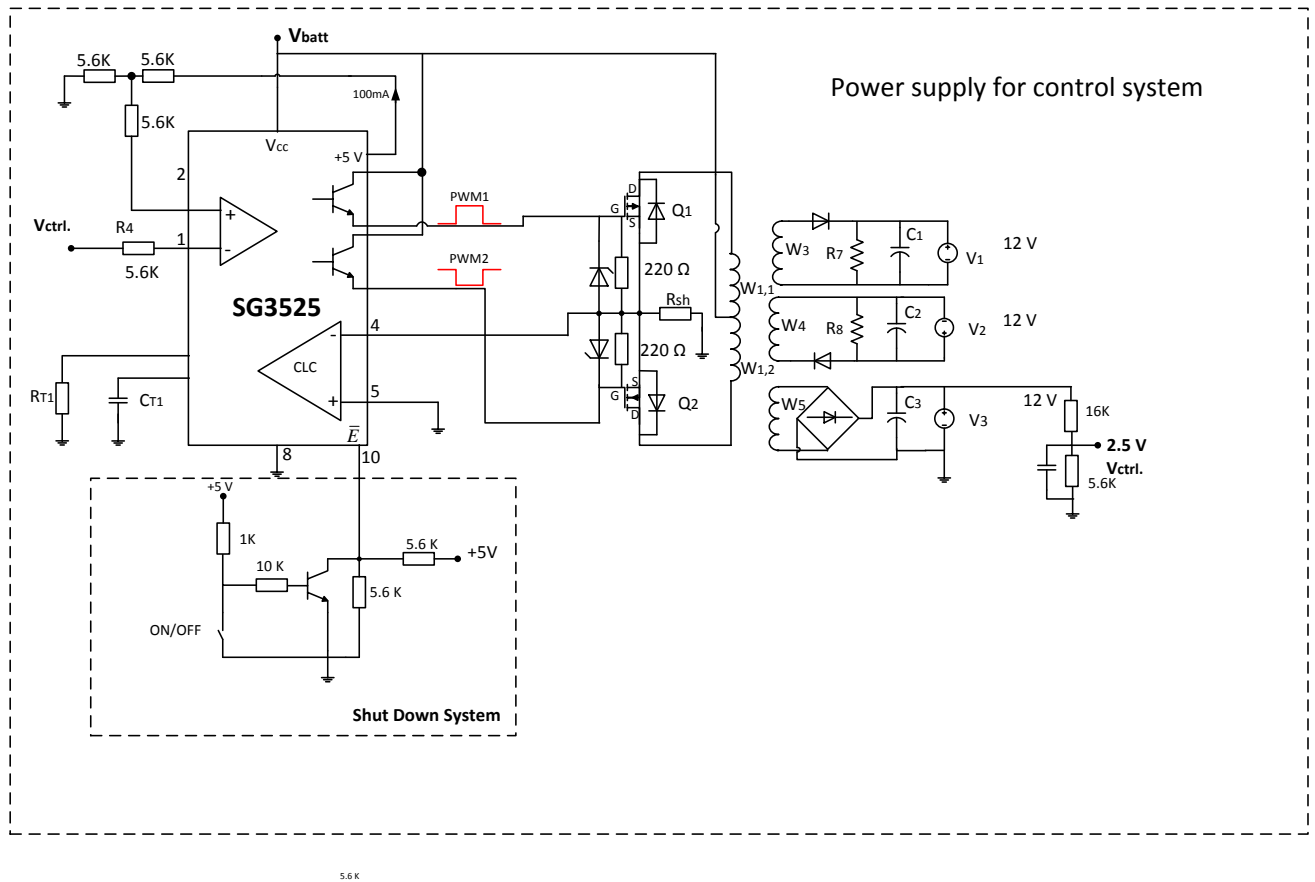 Vbatt
5.6K
5.6K
Power supply for control system
100mA
5.6K
Vcc
+5 V
2
PWM1
D
G
S
Q1
Vctrl.
R4
1
+
-
5.6K
W3
R7
C1
V1
12 V
PWM2
220 Ω
SG3525
Rsh
W1,1
W4
R8
C2
V2
12 V
4
-
220 Ω
CLC
W1,2
RT1
CT1
5
+
S
G
D
Q2
W5
C3
V3
12 V
16K
E
8
10
2.5 V
Vctrl.
5.6K
+5 V
1K
5.6 K
+5V
10 K
5.6 K
ON/OFF
Shut Down System
5.6 K